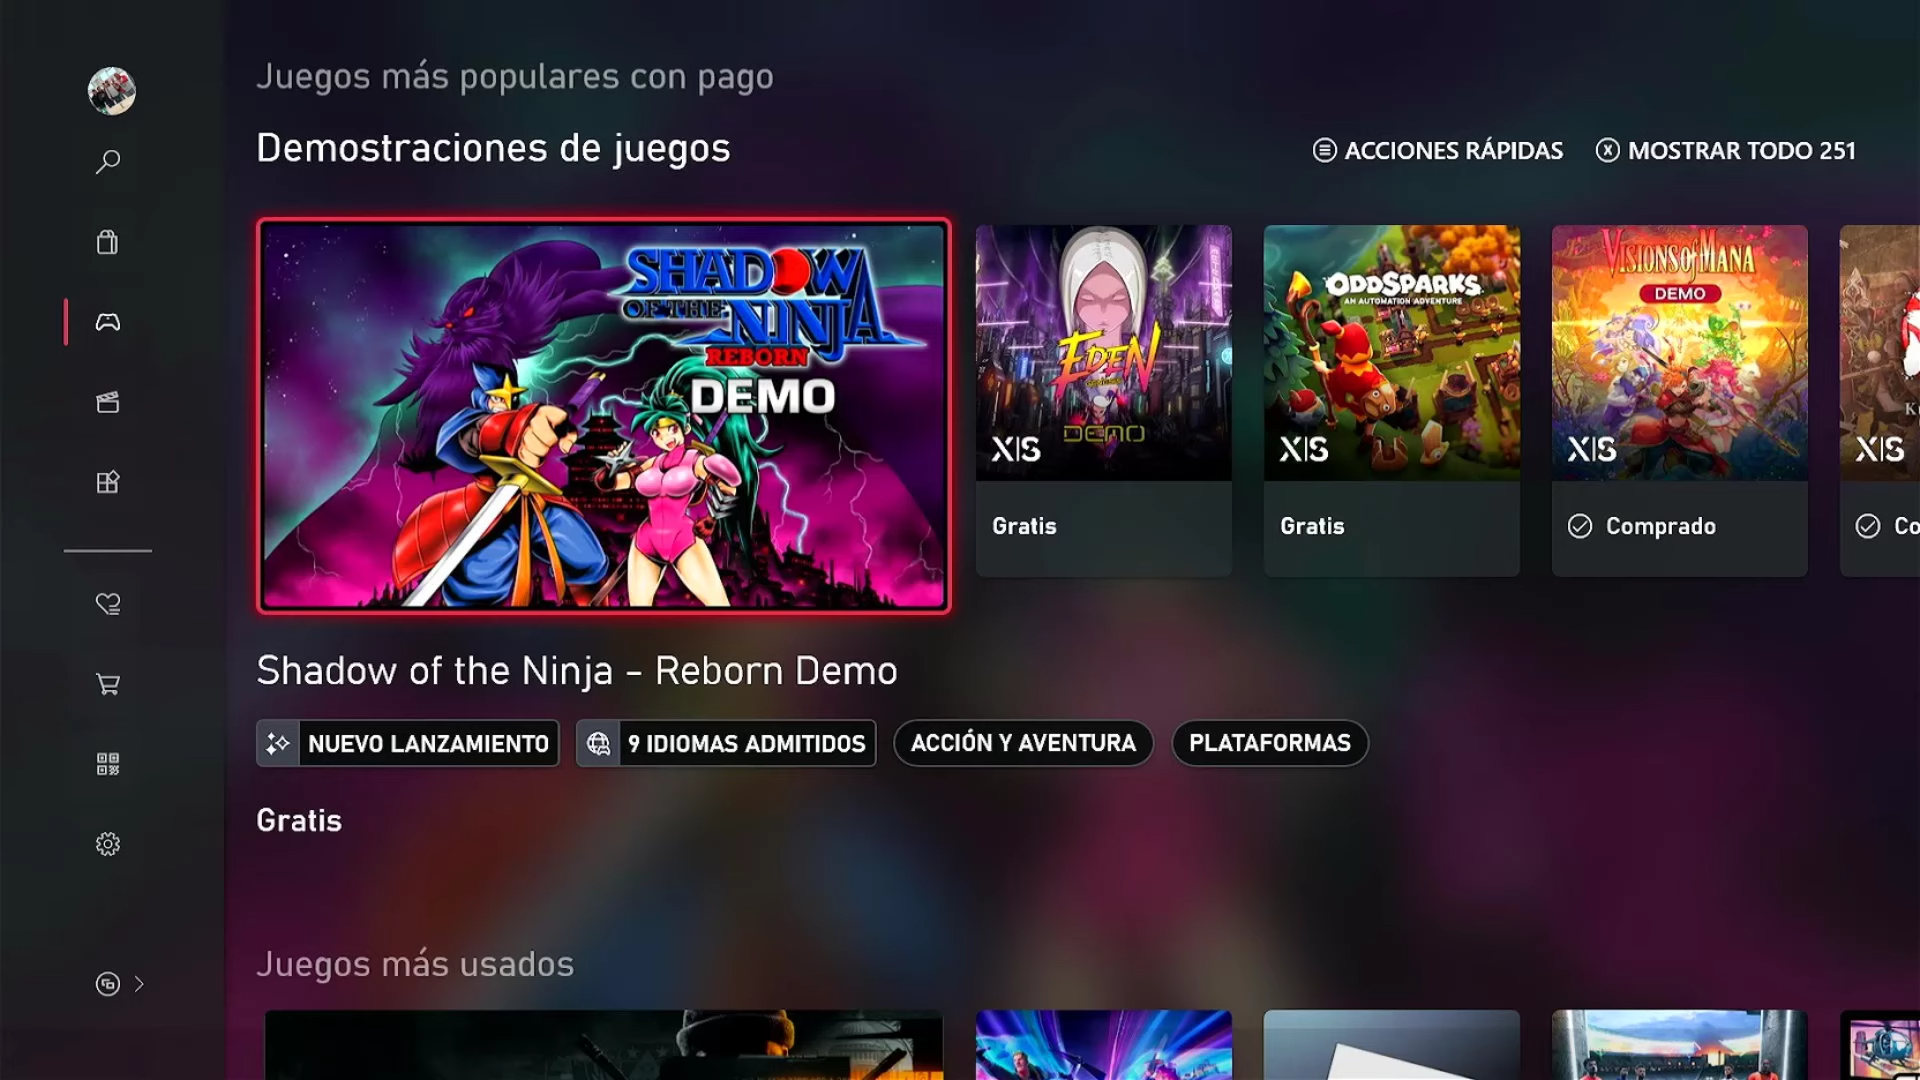 Juegos más populares con pago
Demostraciones de juegos
ACCIONES RÁPIDAS
MOSTRAR TODO 251
SHADOW
OF THE NINJA
REBORN
DEMO
EDEN
DEMO
X|S
Gratis
ODDSPARKS
AN AUTOMATION ADVENTURE
X|S
Gratis
VISIONS of MANA
DEMO
X|S
Comprado
X|S
Co
Shadow of the Ninja - Reborn Demo
NUEVO LANZAMIENTO
9 IDIOMAS ADMITIDOS
ACCIÓN Y AVENTURA
PLATAFORMAS
Gratis
Juegos más usados